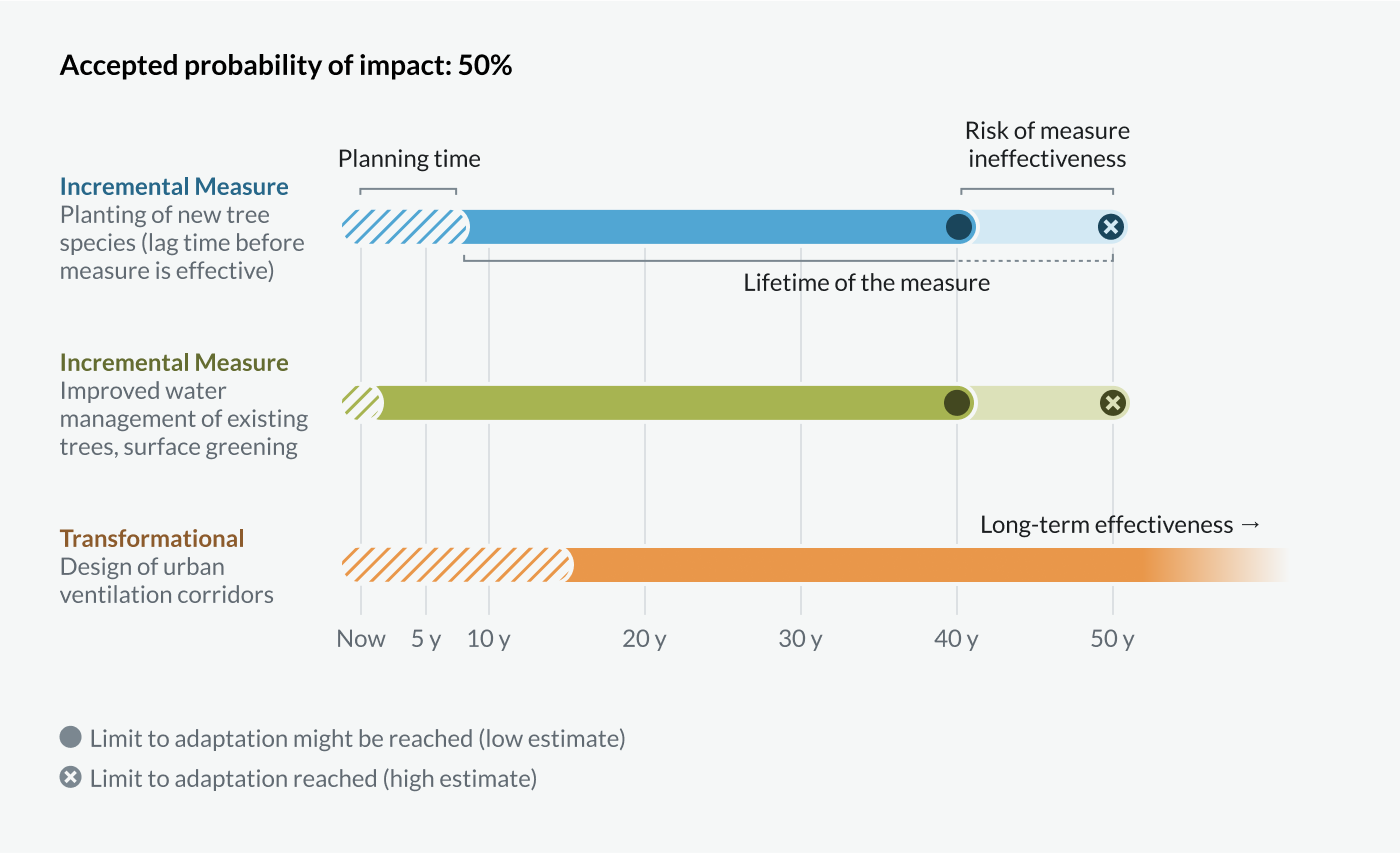 Accepted probability of impact: 50%
Planning time
Risk of measure
ineffectiveness
Incremental Measure
Planting of new tree
species (lag time before
measure is effective)
Lifetime of the measure
Incremental Measure
Improved water
management of existing
trees, surface greening
Transformational
Design of urban
ventilation corridors
Long-term effectiveness →
Now 5 y 10 y 20 y 30 y 40 y 50 y
Limit to adaptation might be reached (low estimate)
Limit to adaptation reached (high estimate)